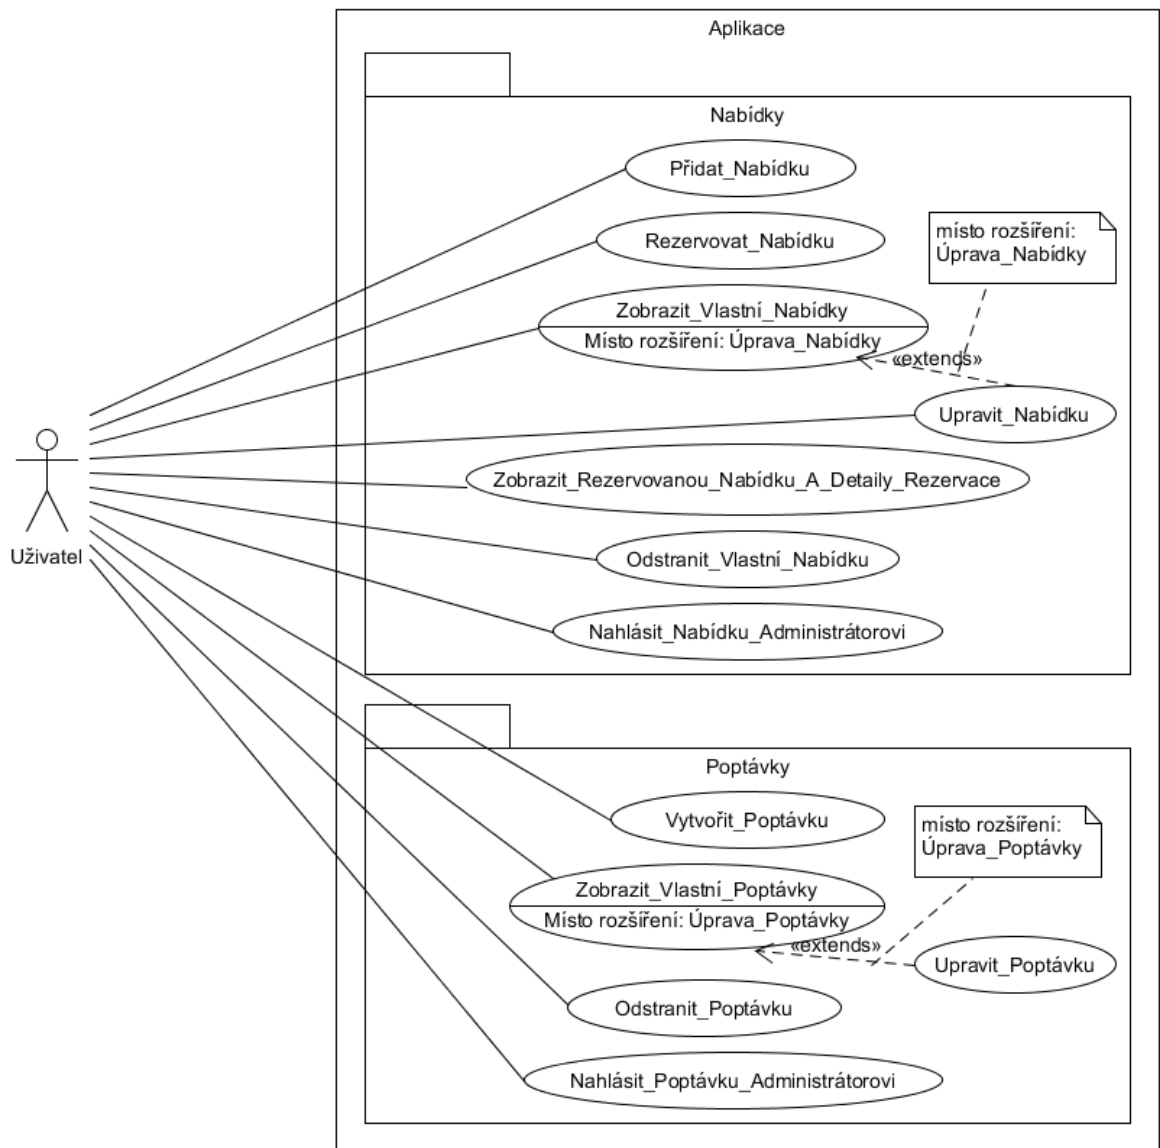 Aplikace
Nabídky
Přidat_Nabídku
Rezervovat_Nabídku
místo rozšíření:
Úprava_Nabídky
Zobrazit_Vlastní_Nabídky
Místo rozšíření: Úprava_Nabídky
«extends»
Upravit_Nabídku
Zobrazit_Rezervovanou_Nabídku_A_Detaily_Rezervace
Uživatel
Odstranit_Vlastní_Nabídku
Nahlásit_Nabídku_Administrátorovi
Poptávky
Vytvořit_Poptávku
místo rozšíření:
Úprava_Poptávky
Zobrazit_Vlastní_Poptávky
Místo rozšíření: Úprava_Poptávky
«extends»
Upravit_Poptávku
Odstranit_Poptávku
Nahlásit_Poptávku_Administrátorovi